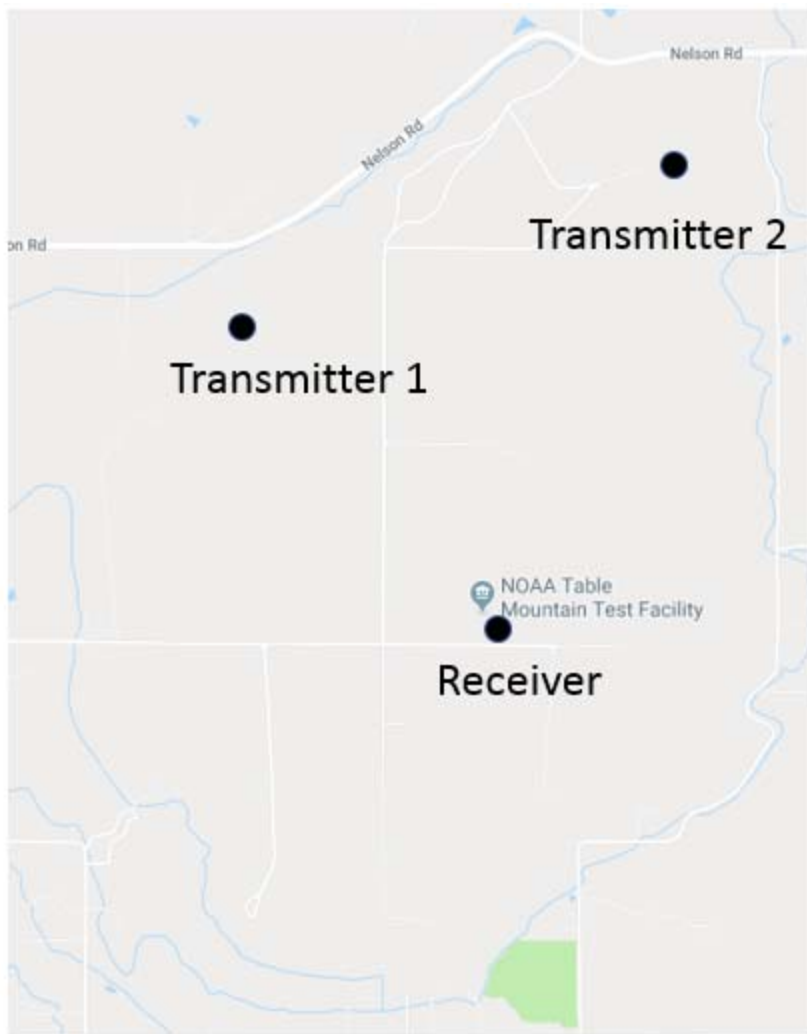 Nelson Rd
Nelson Rd
Transmitter 2
on Rd
Transmitter 1
NOAA Table
Mountain Test Facility
Receiver